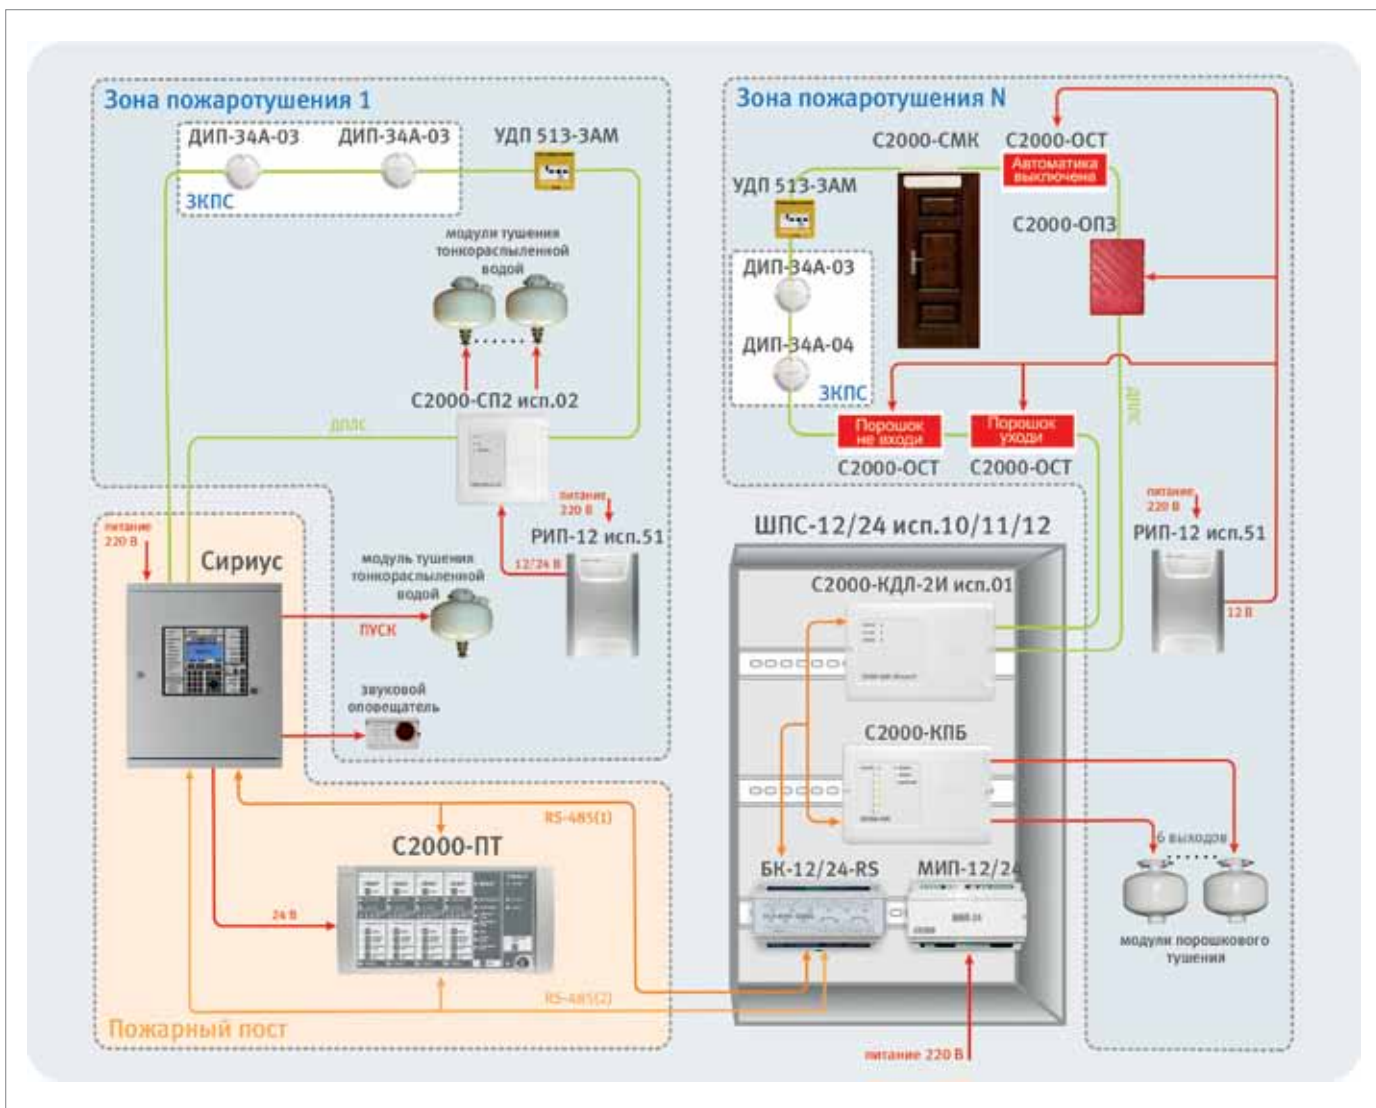 Зона пожаротушения 1
ДИП-34А-03
ДИП-34А-03
УДП 513-3АМ
ЗКПС
модули тушения
тонкораспыленной
водой
С2000-СП2 исп.02
ДПЛС
питание
220 В
РИП-12 исп.51
12/24 В
питание
220 В
Сириус
модуль тушения
тонкораспыленной
водой
ПУСК
звуковой
оповещатель
RS-485(1)
С2000-ПТ
24 В
RS-485(2)
Пожарный пост
Зона пожаротушения N
С2000-СМК
С2000-ОСТ
Автоматика
выключена
УДП 513-3АМ
С2000-ОПЗ
ДИП-34А-03
ДИП-34А-04
ЗКПС
ДПЛС
Порошок
не входи
Порошок
уходи
С2000-ОСТ
С2000-ОСТ
питание
220 В
РИП-12 исп.51
12 В
ШПС-12/24 исп.10/11/12
С2000-КДЛ-2И исп.01
С2000-КПБ
6 выходов
БК-12/24-RS
МИП-12/24
модули порошкового
тушения
питание 220 В